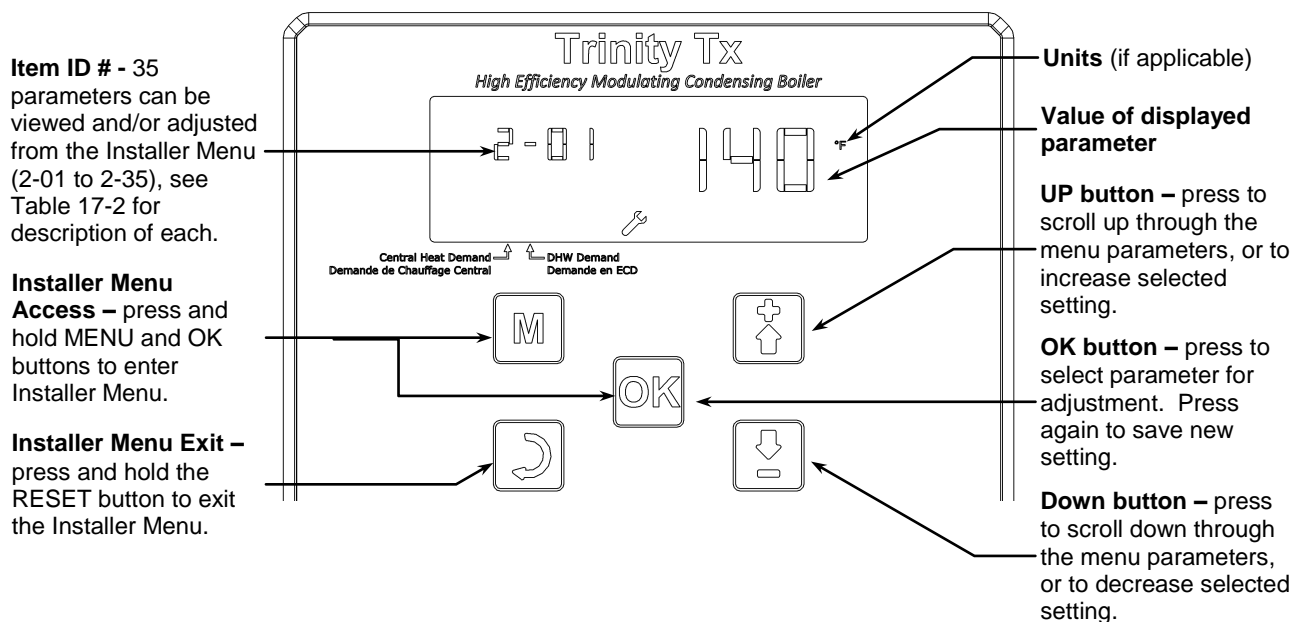 Item ID # - 35
parameters can be
viewed and/or adjusted
from the Installer Menu
(2-01 to 2-35), see
Table 17-2 for
description of each.
Installer Menu
Access – press and
hold MENU and OK
buttons to enter
Installer Menu.
Installer Menu Exit –
press and hold the
RESET button to exit
the Installer Menu.
Trinity Tx
High Efficiency Modulating Condensing Boiler
2-01 140 °F
Central Heat Demand
Demande de Chauffage Central
DHW Demand
Demande en ECD
M
OK
Units (if applicable)
Value of displayed
parameter
UP button – press to
scroll up through the
menu parameters, or to
increase selected
setting.
OK button – press to
select parameter for
adjustment. Press
again to save new
setting.
Down button – press
to scroll down through
the menu parameters,
or to decrease selected
setting.